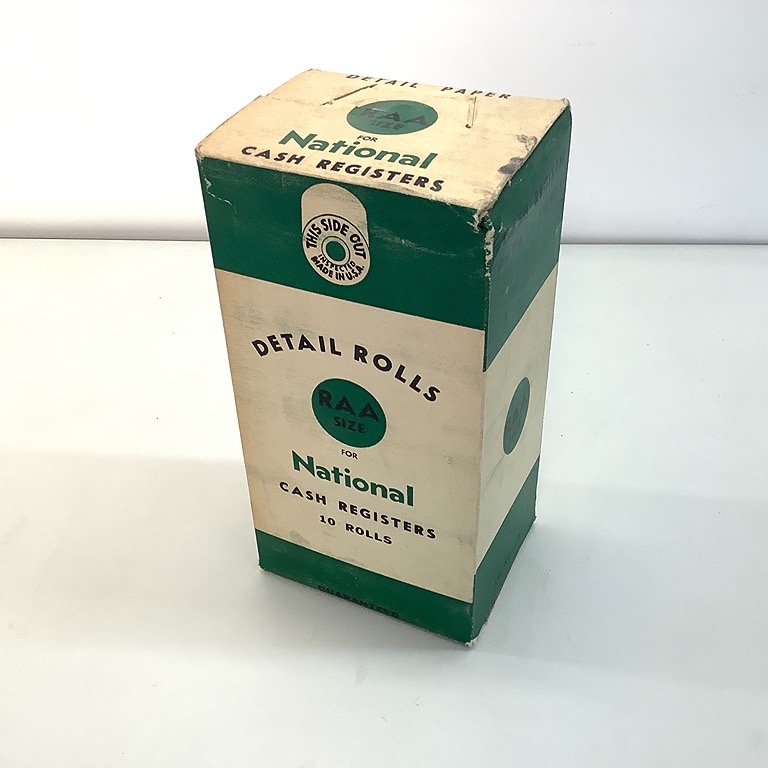 DETAIL PAPER
RAA
SIZE
FOR
National
CASH REGISTERS
THIS SIDE OUT
INSPECTED
MADE IN U.S.A.
DETAIL ROLLS
RAA
SIZE
FOR
National
CASH REGISTERS
10 ROLLS
GUARANTEED